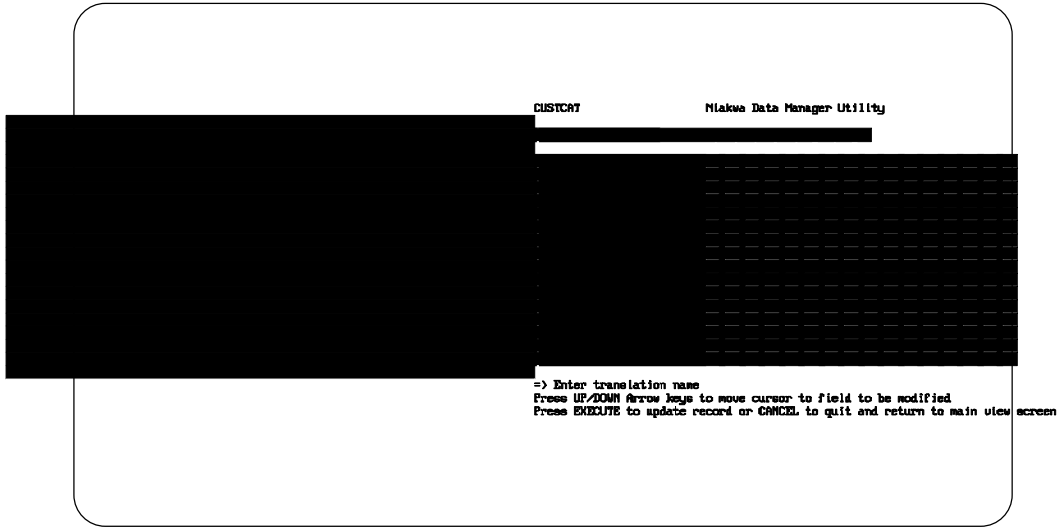 CUSTCAT Niakwa Data Manager Utility
=> Enter translation name
Press UP/DOWN Arrow keys to move cursor to field to be modified
Press EXECUTE to update record or CANCEL to quit and return to main view screen